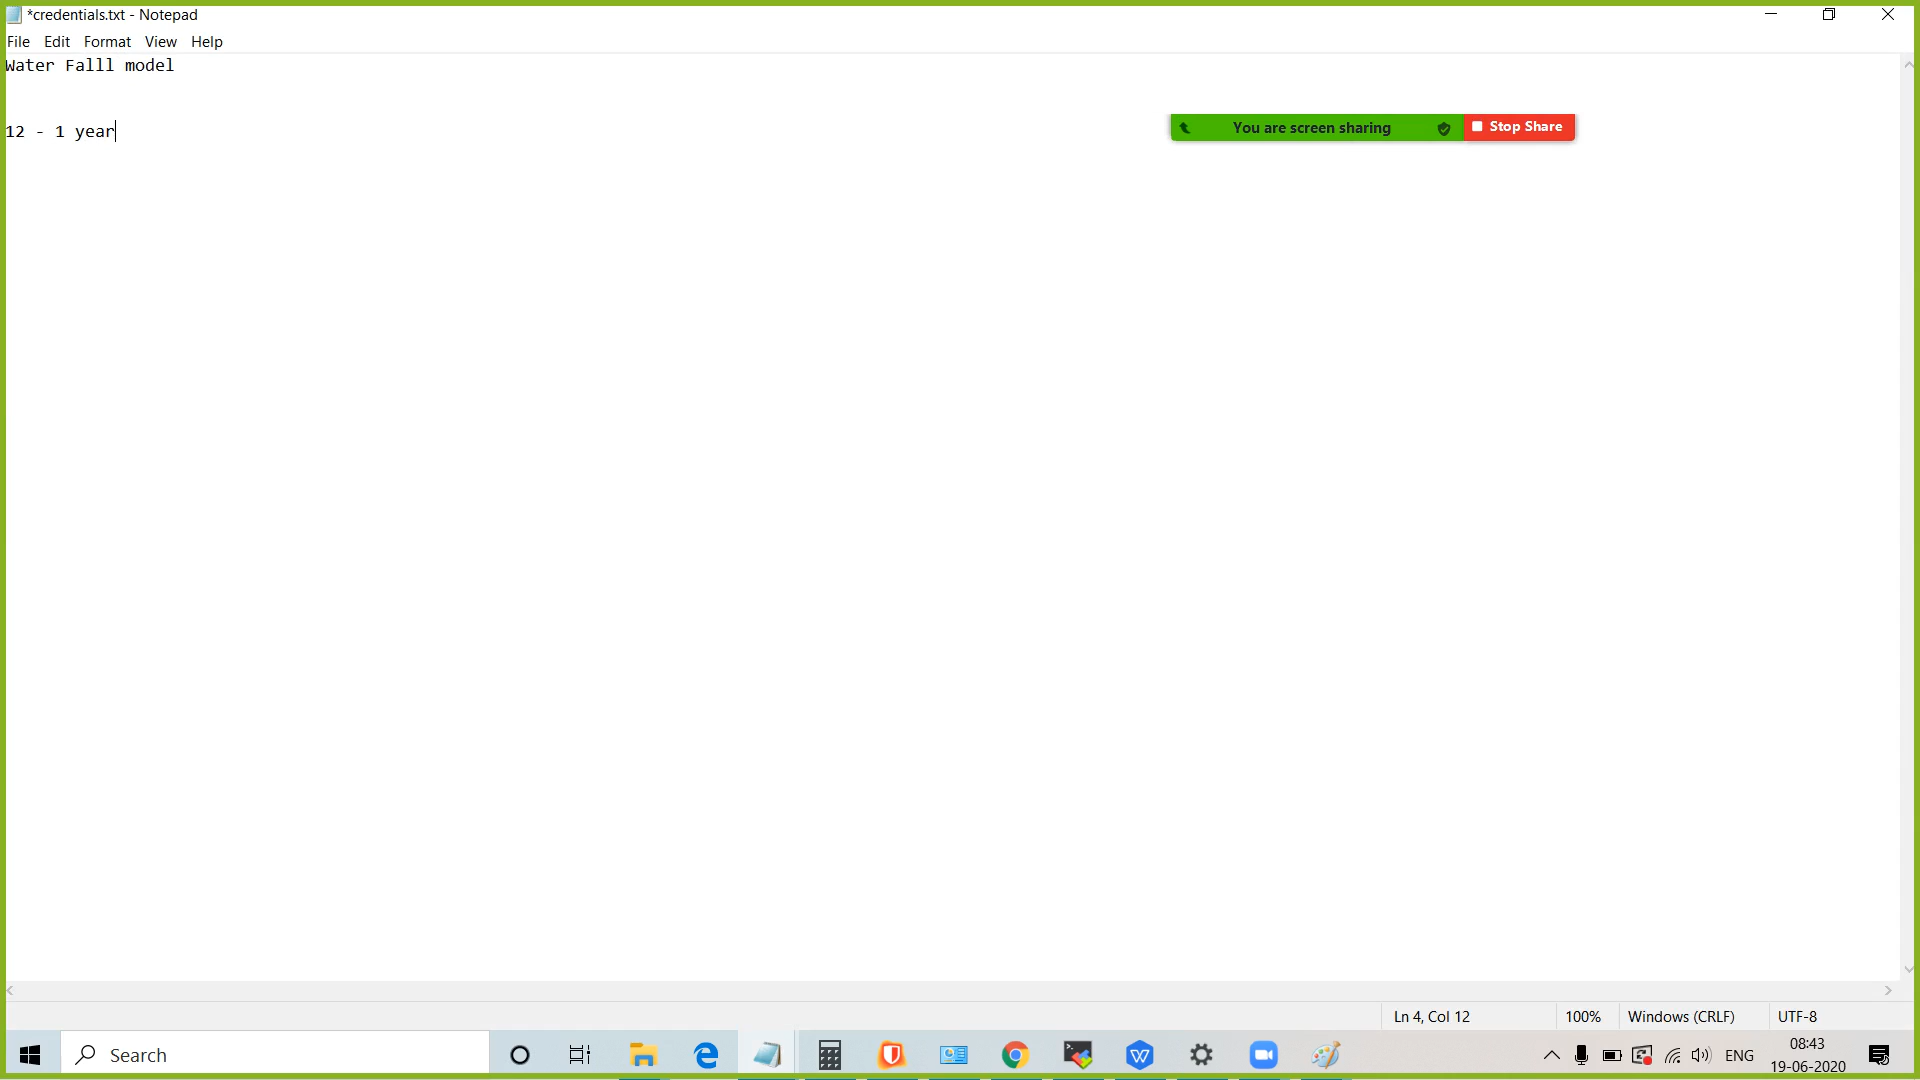 *credentials.txt - Notepad
File Edit Format View Help
Water Falll model
12 - 1 year
You are screen sharing
Stop Share
Ln 4, Col 12
100%
Windows (CRLF)
UTF-8
Search
ENG
08:43
19-06-2020